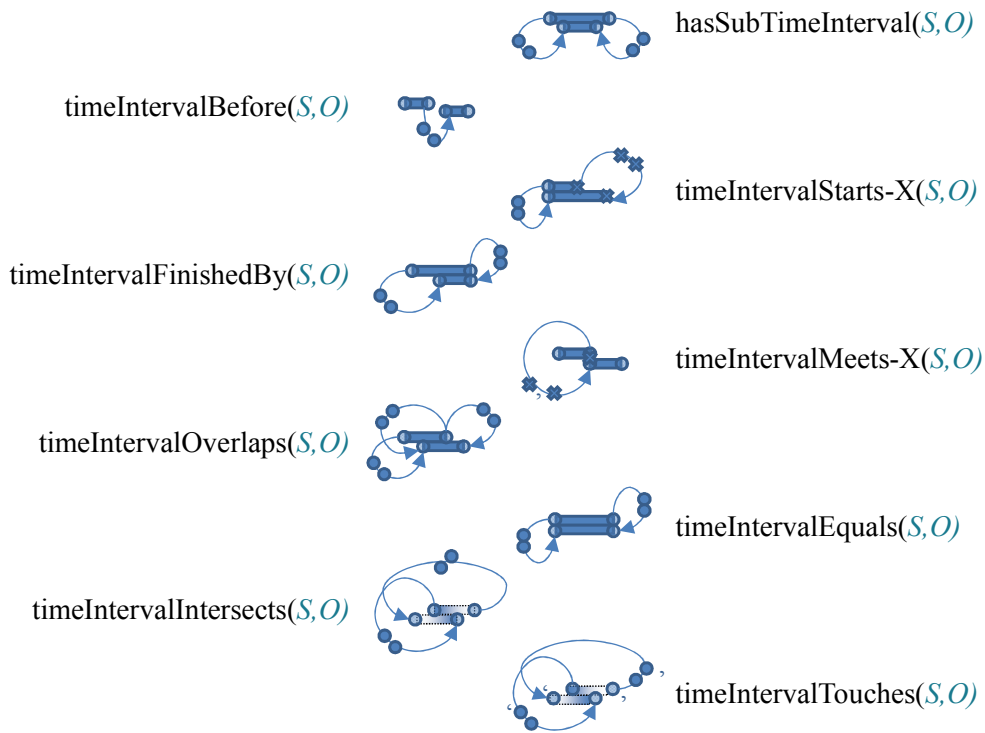 hasSubTimeInterval(S,O)
timeIntervalBefore(S,O)
timeIntervalStarts-X(S,O)
timeIntervalFinishedBy(S,O)
timeIntervalMeets-X(S,O)
,
timeIntervalOverlaps(S,O)
timeIntervalEquals(S,O)
timeIntervalIntersects(S,O)
timeIntervalTouches(S,O)
‘ ’ ‘ ’